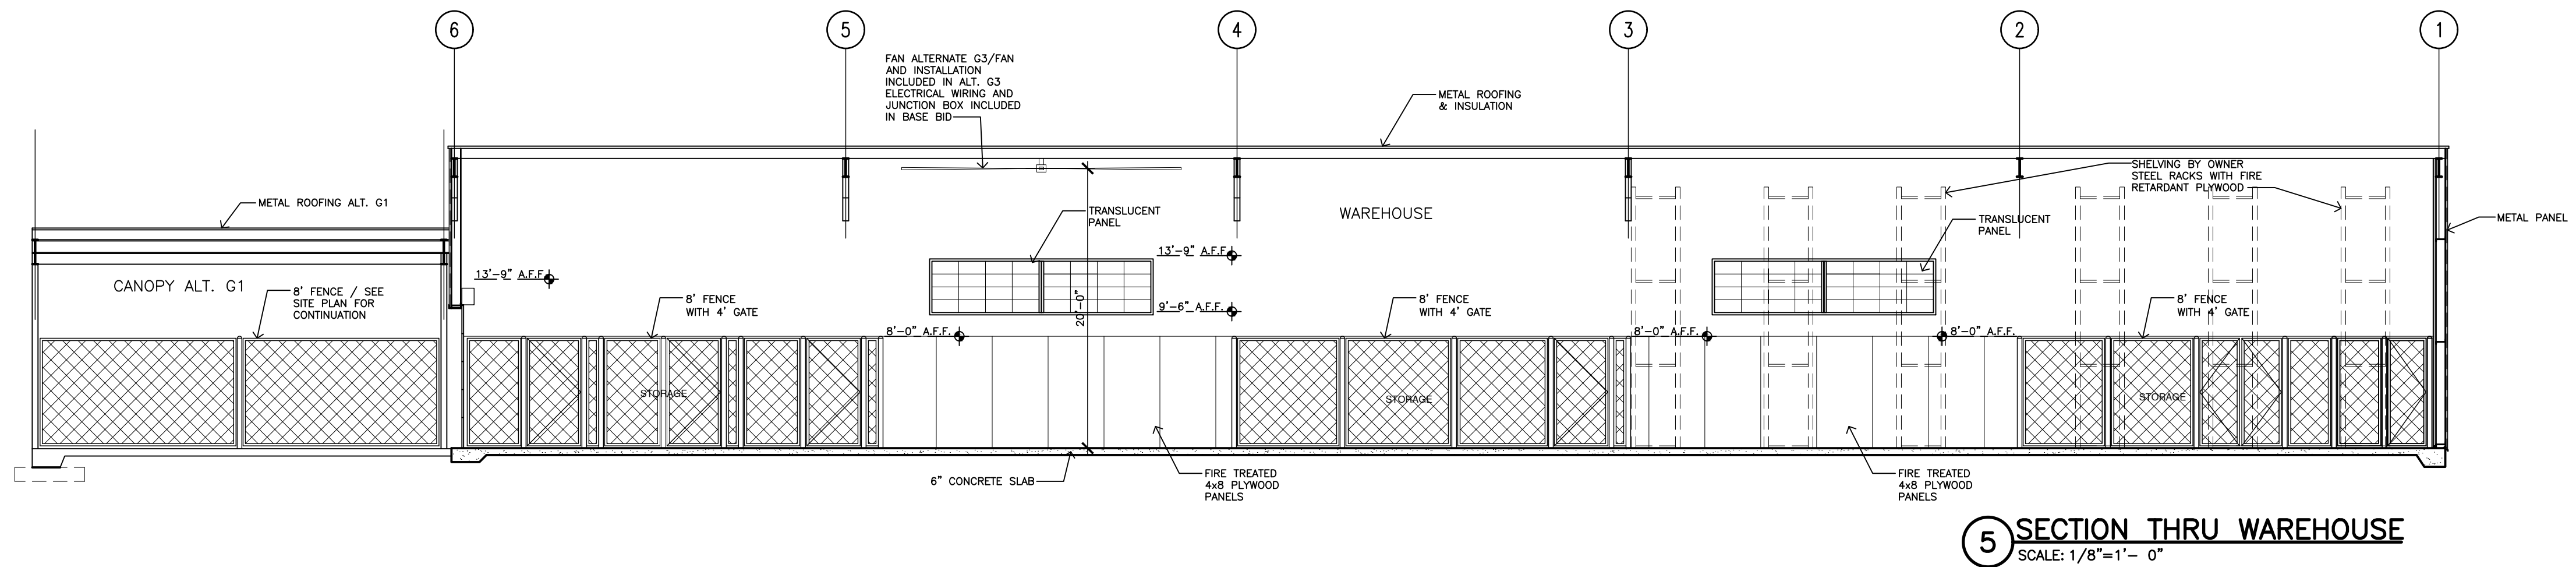 6
5
4
3
2
1
FAN ALTERNATE G3/FAN
AND INSTALLATION
INCLUDED IN ALT. G3
ELECTRICAL WIRING AND
JUNCTION BOX INCLUDED
IN BASE BID
METAL ROOFING
& INSULATION
SHELVING BY OWNER
STEEL RACKS WITH FIRE
RETARDANT PLYWOOD
METAL ROOFING ALT. G1
TRANSLUCENT
PANEL
WAREHOUSE
TRANSLUCENT
PANEL
METAL PANEL
13'-9" A.F.F.
13'-9" A.F.F.
CANOPY ALT. G1
8' FENCE / SEE
SITE PLAN FOR
CONTINUATION
8' FENCE
WITH 4' GATE
20'-0"
9'-6" A.F.F.
8' FENCE
WITH 4' GATE
8' FENCE
WITH 4' GATE
8'-0" A.F.F.
8'-0" A.F.F.
8'-0" A.F.F.
STORAGE
STORAGE
STORAGE
6" CONCRETE SLAB
FIRE TREATED
4x8 PLYWOOD
PANELS
FIRE TREATED
4x8 PLYWOOD
PANELS
5 SECTION THRU WAREHOUSE
SCALE: 1/8"=1'- 0"